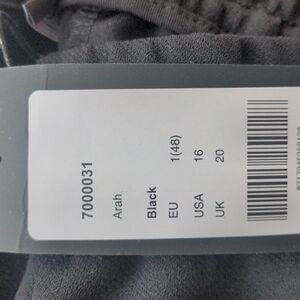 7000031
Arah
Black
EU 1(48)
USA 16
UK 20